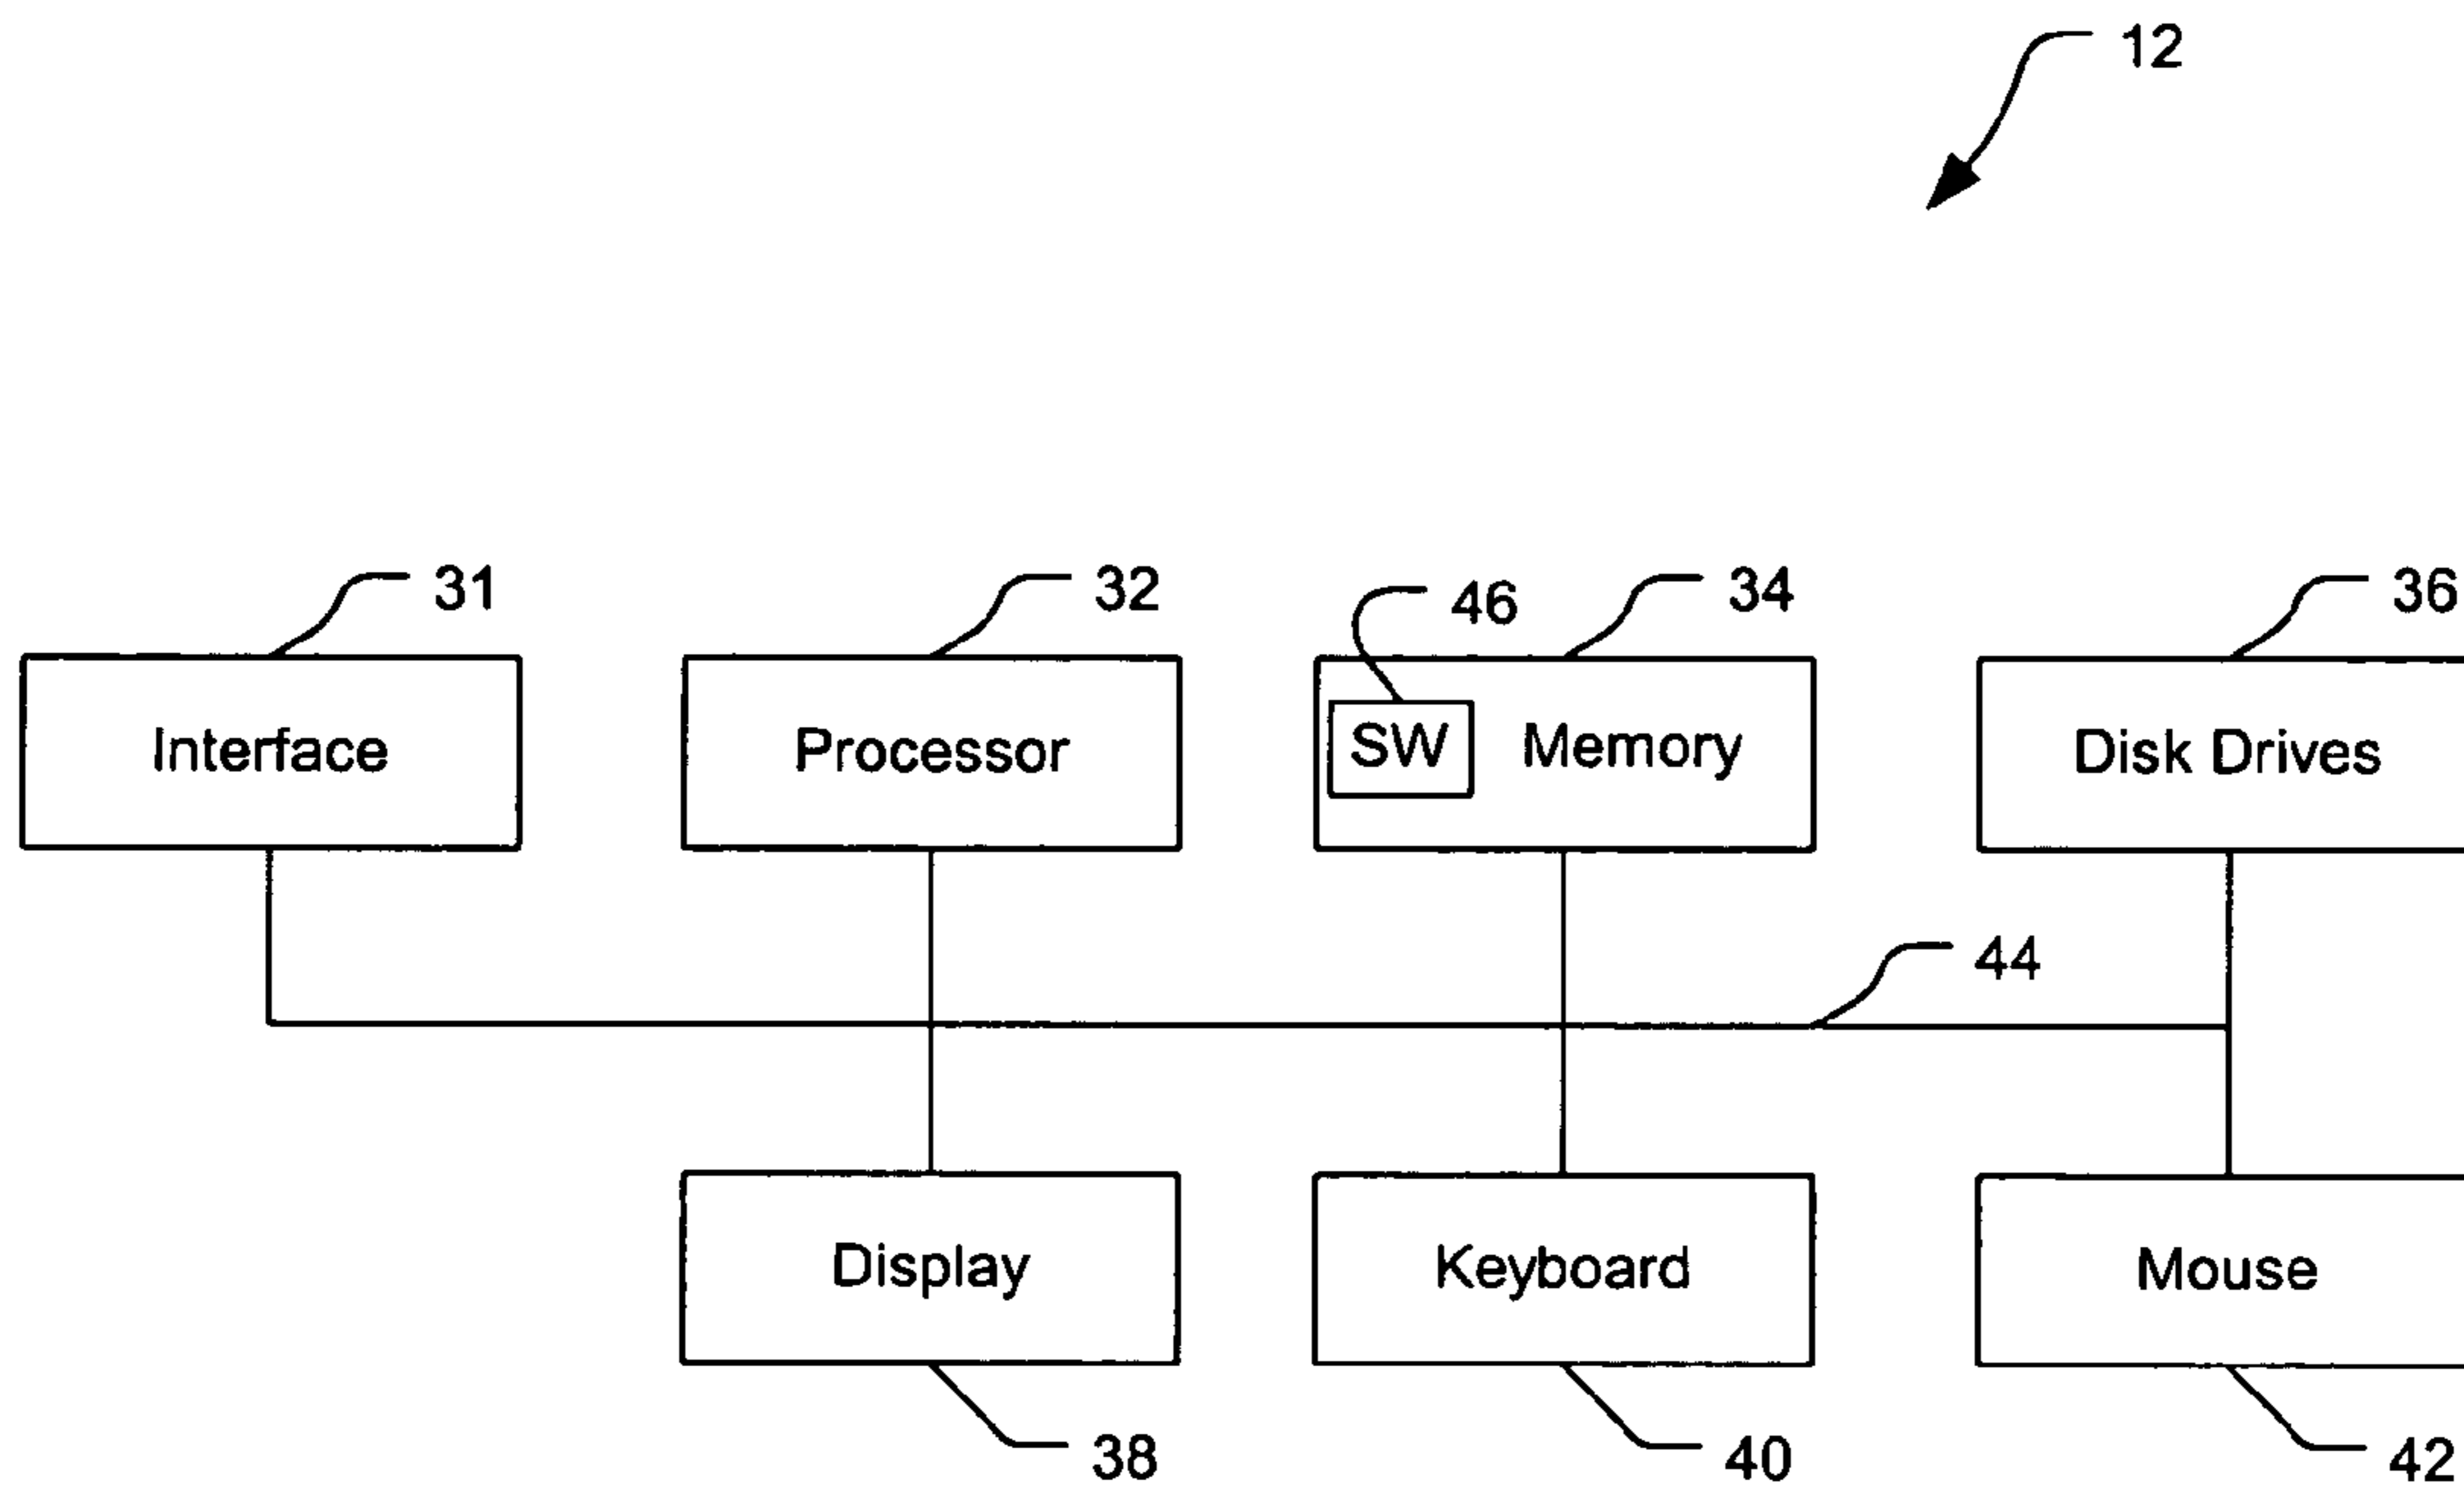 12
31
32
46
34
36
Interface
Processor
SW
Memory
Disk Drives
44
Display
Keyboard
Mouse
38
40
42